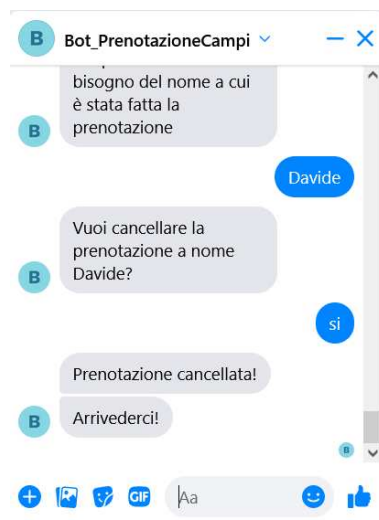 B Bot_PrenotazioneCampi
bisogno del nome a cui
è stata fatta la
prenotazione
B
Davide
Vuoi cancellare la
prenotazione a nome
Davide?
B
si
Prenotazione cancellata!
Arrivederci!
B
B
GIF Aa